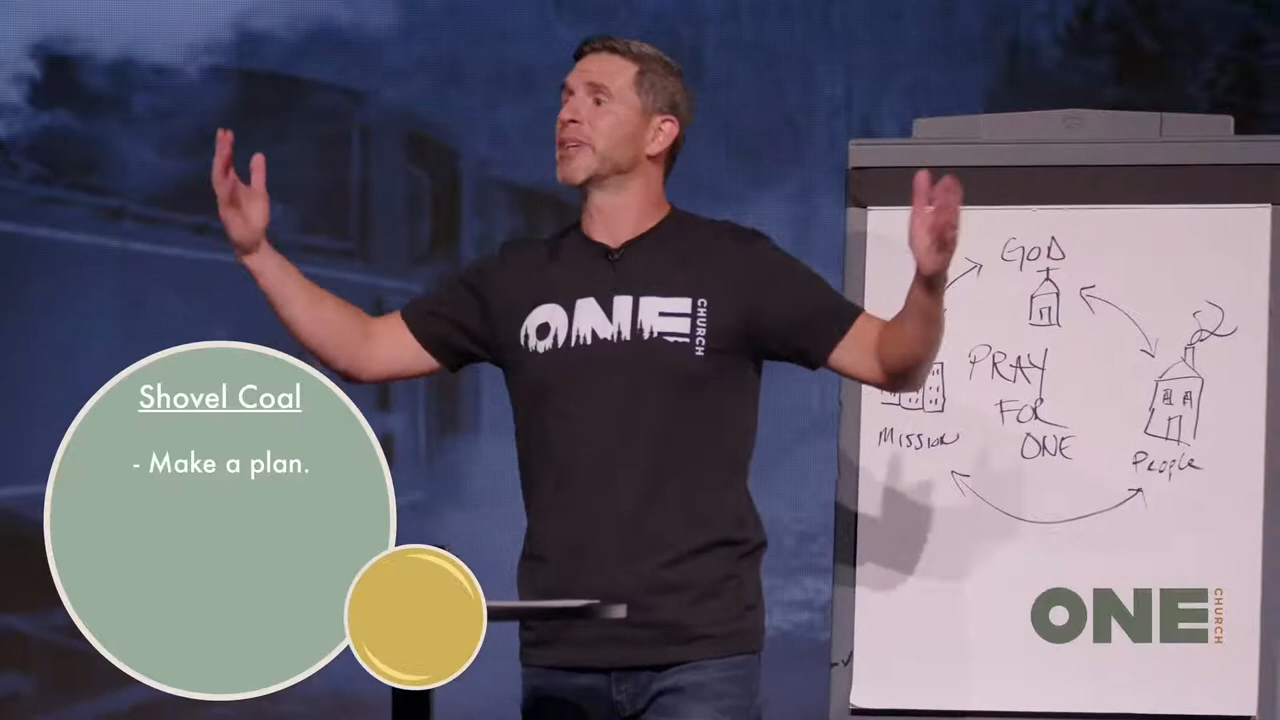 Shovel Coal
- Make a plan.
ONE
CHURCH
GOD
PRAY
FOR
ONE
MISSION
People
ONE
CHURCH